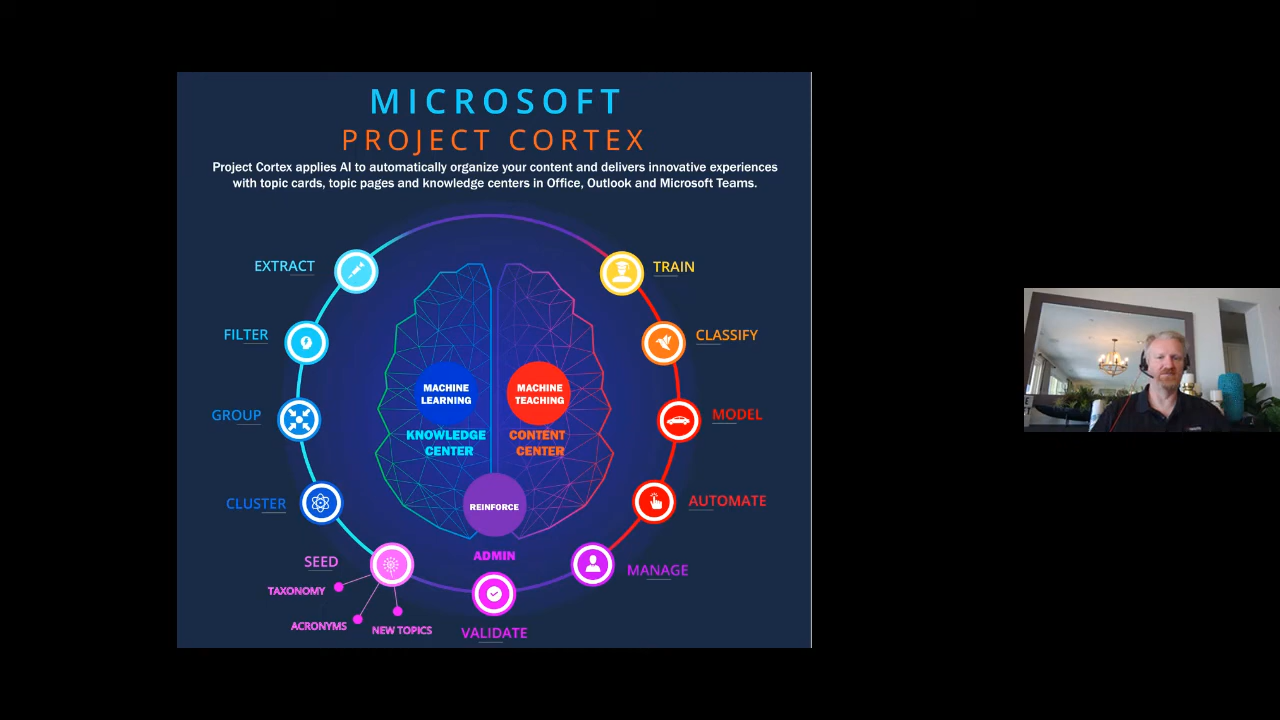 MICROSOFT
PROJECT CORTEX
Project Cortex applies AI to automatically organize your content and delivers innovative experiences
with topic cards, topic pages and knowledge centers in Office, Outlook and Microsoft Teams.
EXTRACT
TRAIN
FILTER
CLASSIFY
MACHINE
LEARNING
MACHINE
TEACHING
GROUP
MODEL
KNOWLEDGE
CENTER
CONTENT
CENTER
CLUSTER
AUTOMATE
REINFORCE
ADMIN
SEED
MANAGE
TAXONOMY
ACRONYMS
NEW TOPICS
VALIDATE